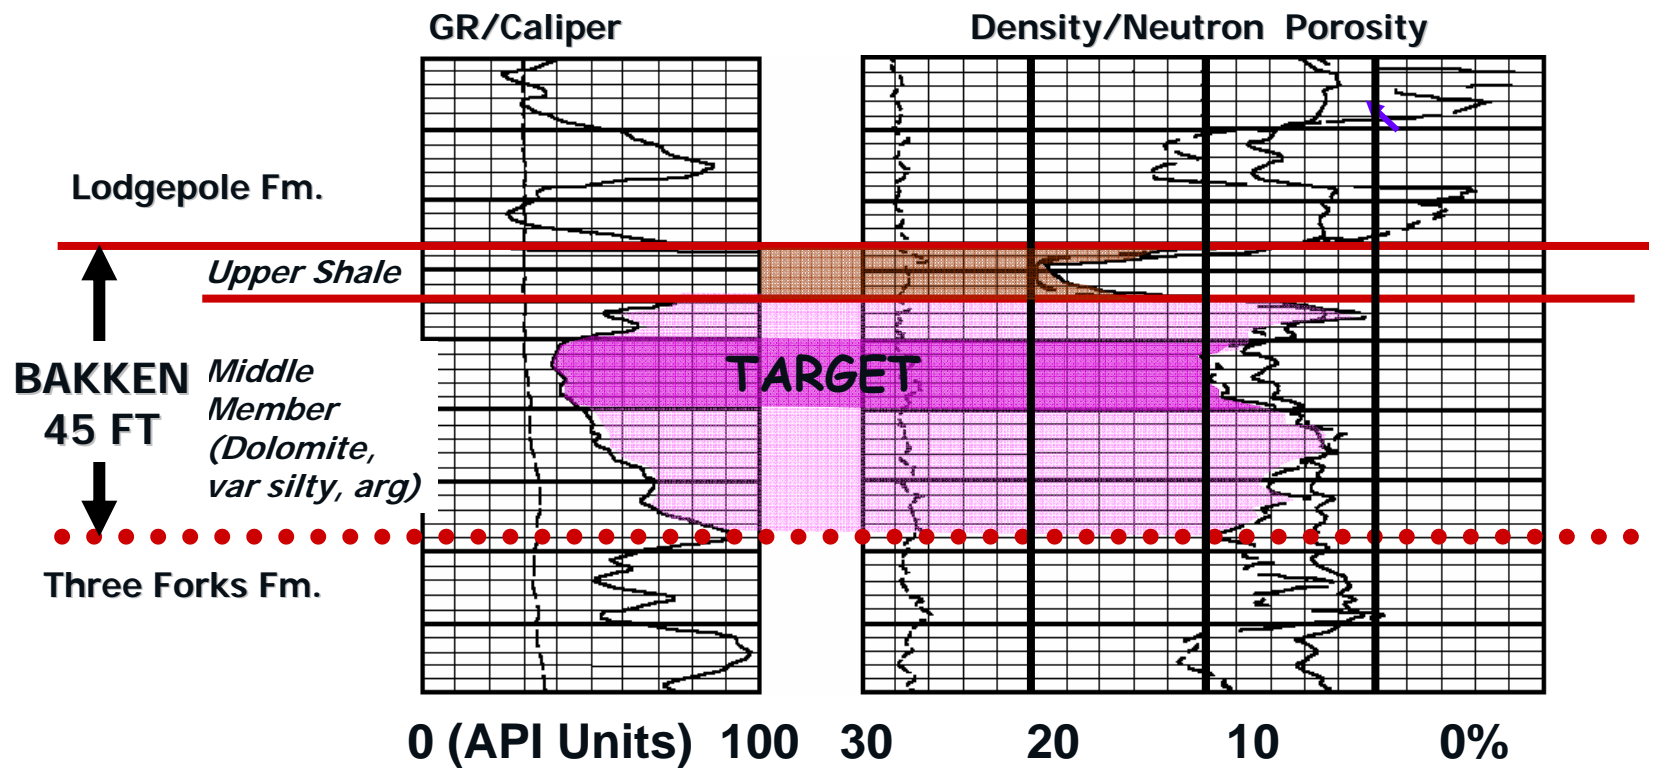 GR/Caliper
Density/Neutron Porosity
Lodgepole Fm.
Upper Shale
BAKKEN
45 FT
Middle
Member
(Dolomite,
var silty, arg)
TARGET
Three Forks Fm.
0 (API Units) 100
30 20 10 0%